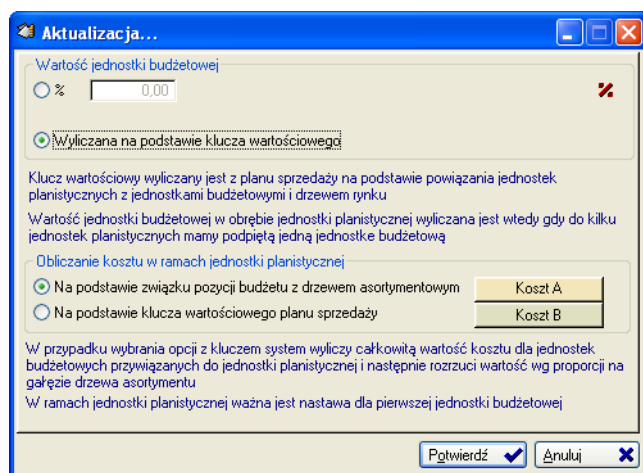 Aktualizacja...
Wartość jednostki budżetowej
% 0,00 %
Wyliczana na podstawie klucza wartościowego
Klucz wartościowy wyliczany jest z planu sprzedaży na podstawie powiązania jednostek
planistycznych z jednostkami budżetowymi i drzewem rynku
Wartość jednostki budżetowej w obrębie jednostki planistycznej wyliczana jest wtedy gdy do kilku
jednostek planistycznych mamy podpiętą jedną jednostke budżetową
Obliczanie kosztu w ramach jednostki planistycznej
Na podstawie związku pozycji budżetu z drzewem asortymentowym Koszt A
Na podstawie klucza wartościowego planu sprzedaży Koszt B
W przypadku wybrania opcji z kluczem system wyliczy całkowitą wartość kosztu dla jednostek
budżetowych przywiązanych do jednostki planistycznej i następnie rozrzuci wartość wg proporcji na
gałęzie drzewa asortymentu
W ramach jednostki planistycznej ważna jest nastawa dla pierwszej jednostki budżetowej
Potwierdź Anuluj